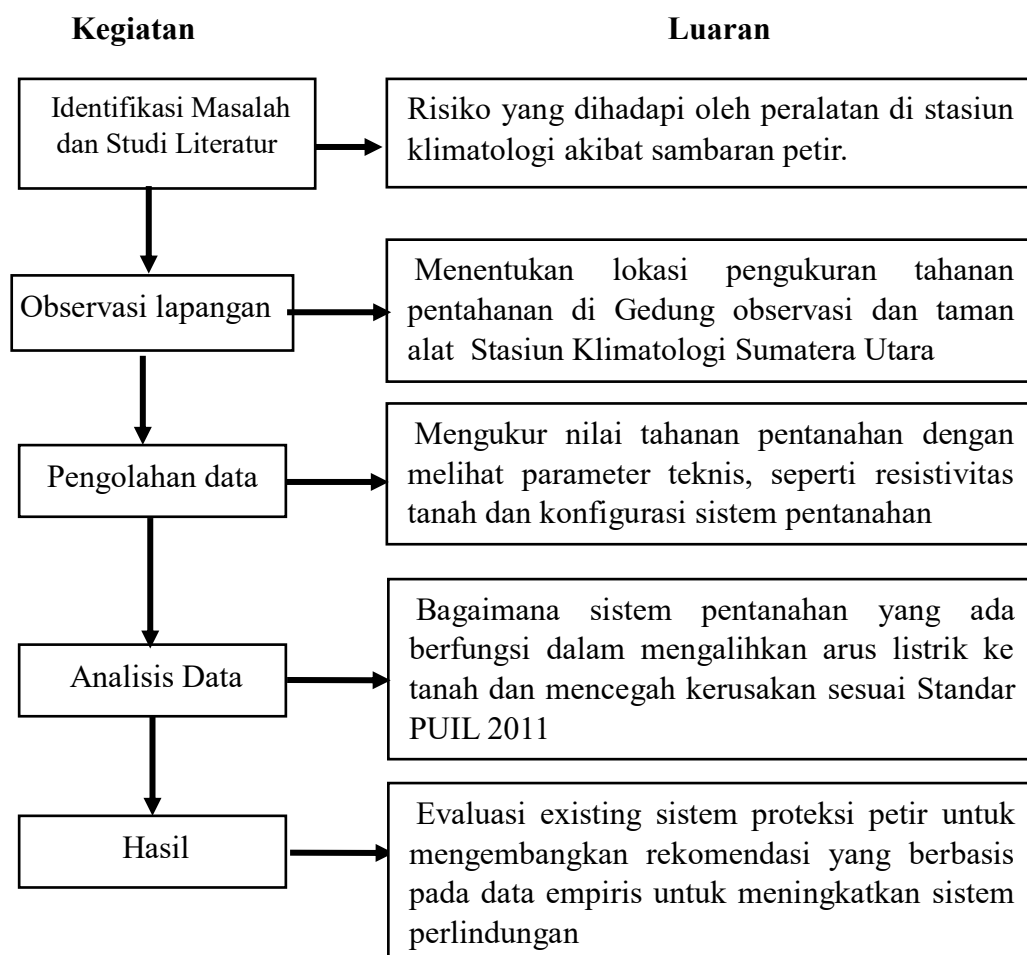 Kegiatan
Luaran
Identifikasi Masalah
dan Studi Literatur
Risiko yang dihadapi oleh peralatan di stasiun
klimatologi akibat sambaran petir.
Observasi lapangan
Menentukan lokasi pengukuran tahanan
pentahanan di Gedung observasi dan taman
alat Stasiun Klimatologi Sumatera Utara
Pengolahan data
Mengukur nilai tahanan pentanahan dengan
melihat parameter teknis, seperti resistivitas
tanah dan konfigurasi sistem pentanahan
Analisis Data
Bagaimana sistem pentanahan yang ada
berfungsi dalam mengalihkan arus listrik ke
tanah dan mencegah kerusakan sesuai Standar
PUIL 2011
Hasil
Evaluasi existing sistem proteksi petir untuk
mengembangkan rekomendasi yang berbasis
pada data empiris untuk meningkatkan sistem
perlindungan